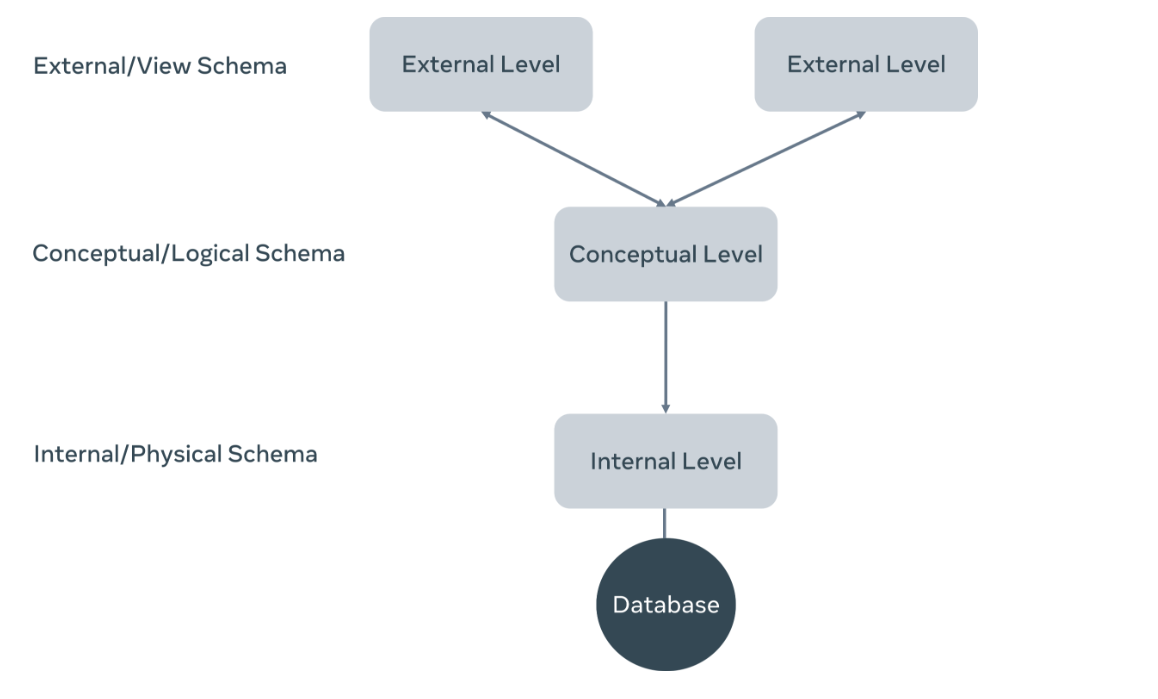 External/View Schema
External Level
External Level
Conceptual/Logical Schema
Conceptual Level
Internal/Physical Schema
Internal Level
Database